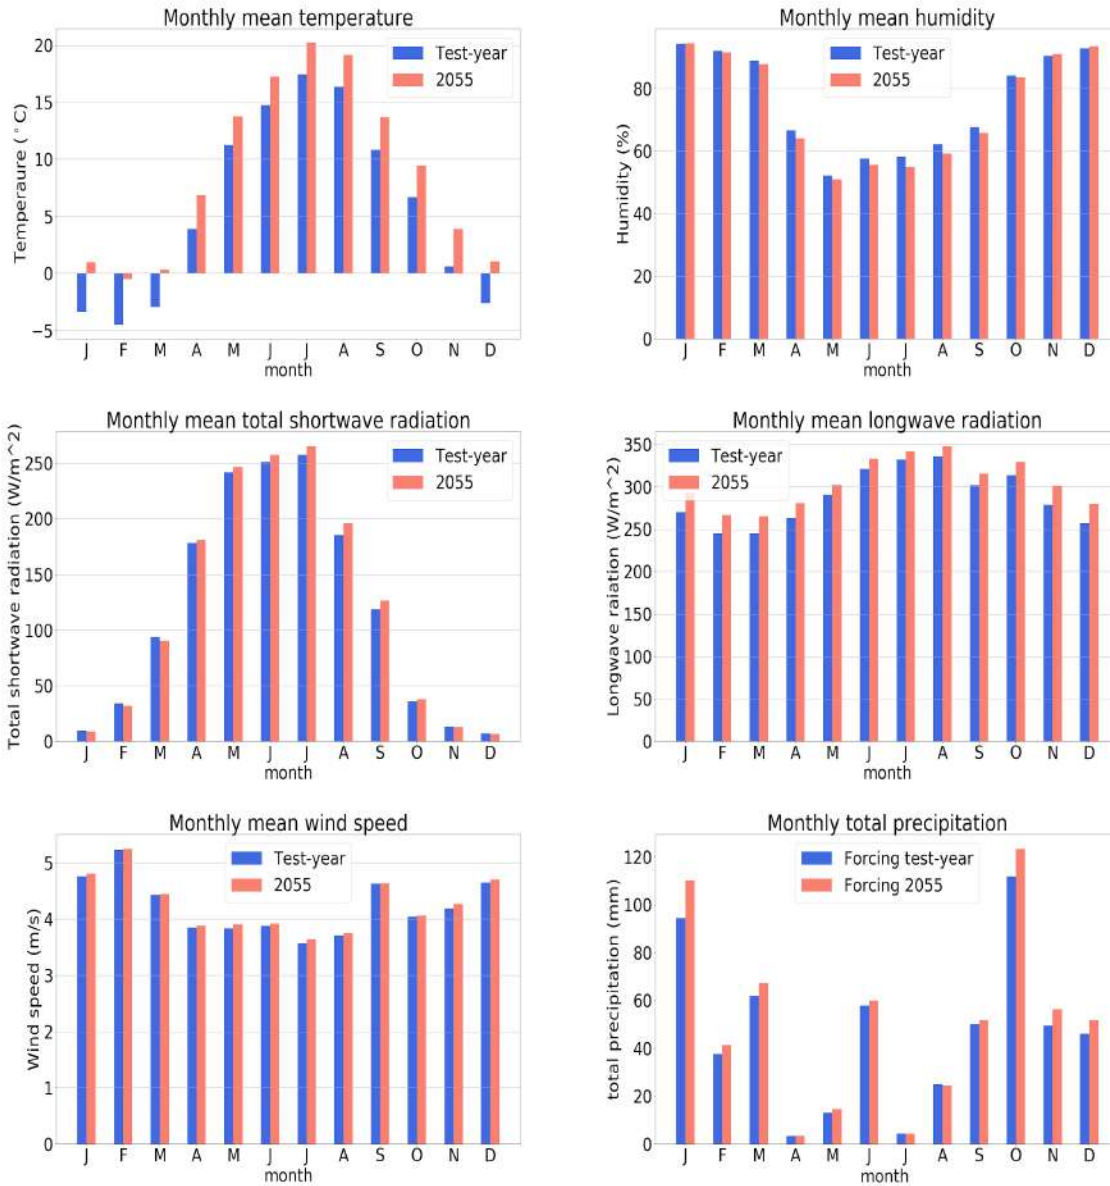 Monthly mean temperature
Temperaure (°C)
20
15
10
5
0
−5
Test-year
2055
J F M A M J J A S O N D
month
Monthly mean humidity
Humidity (%)
80
60
40
20
0
Test-year
2055
J F M A M J J A S O N D
month
Monthly mean total shortwave radiation
Total shortwave radiation (W/m^2)
250
200
150
100
50
0
Test-year
2055
J F M A M J J A S O N D
month
Monthly mean longwave radiation
Longwave raiation (W/m^2)
350
300
250
200
150
100
50
0
Test-year
2055
J F M A M J J A S O N D
month
Monthly mean wind speed
Wind speed (m/s)
5
4
3
2
1
0
Test-year
2055
J F M A M J J A S O N D
month
Monthly total precipitation
total precipitation (mm)
120
100
80
60
40
20
0
Forcing test-year
Forcing 2055
J F M A M J J A S O N D
month